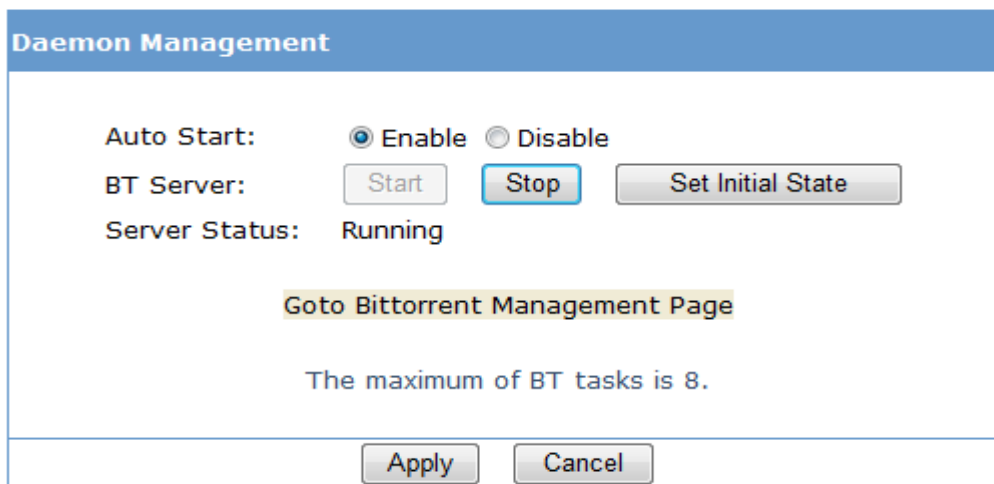 Daemon Management
Auto Start: Enable Disable
BT Server: Start Stop Set Initial State
Server Status: Running
Goto Bittorrent Management Page
The maximum of BT tasks is 8.
Apply Cancel